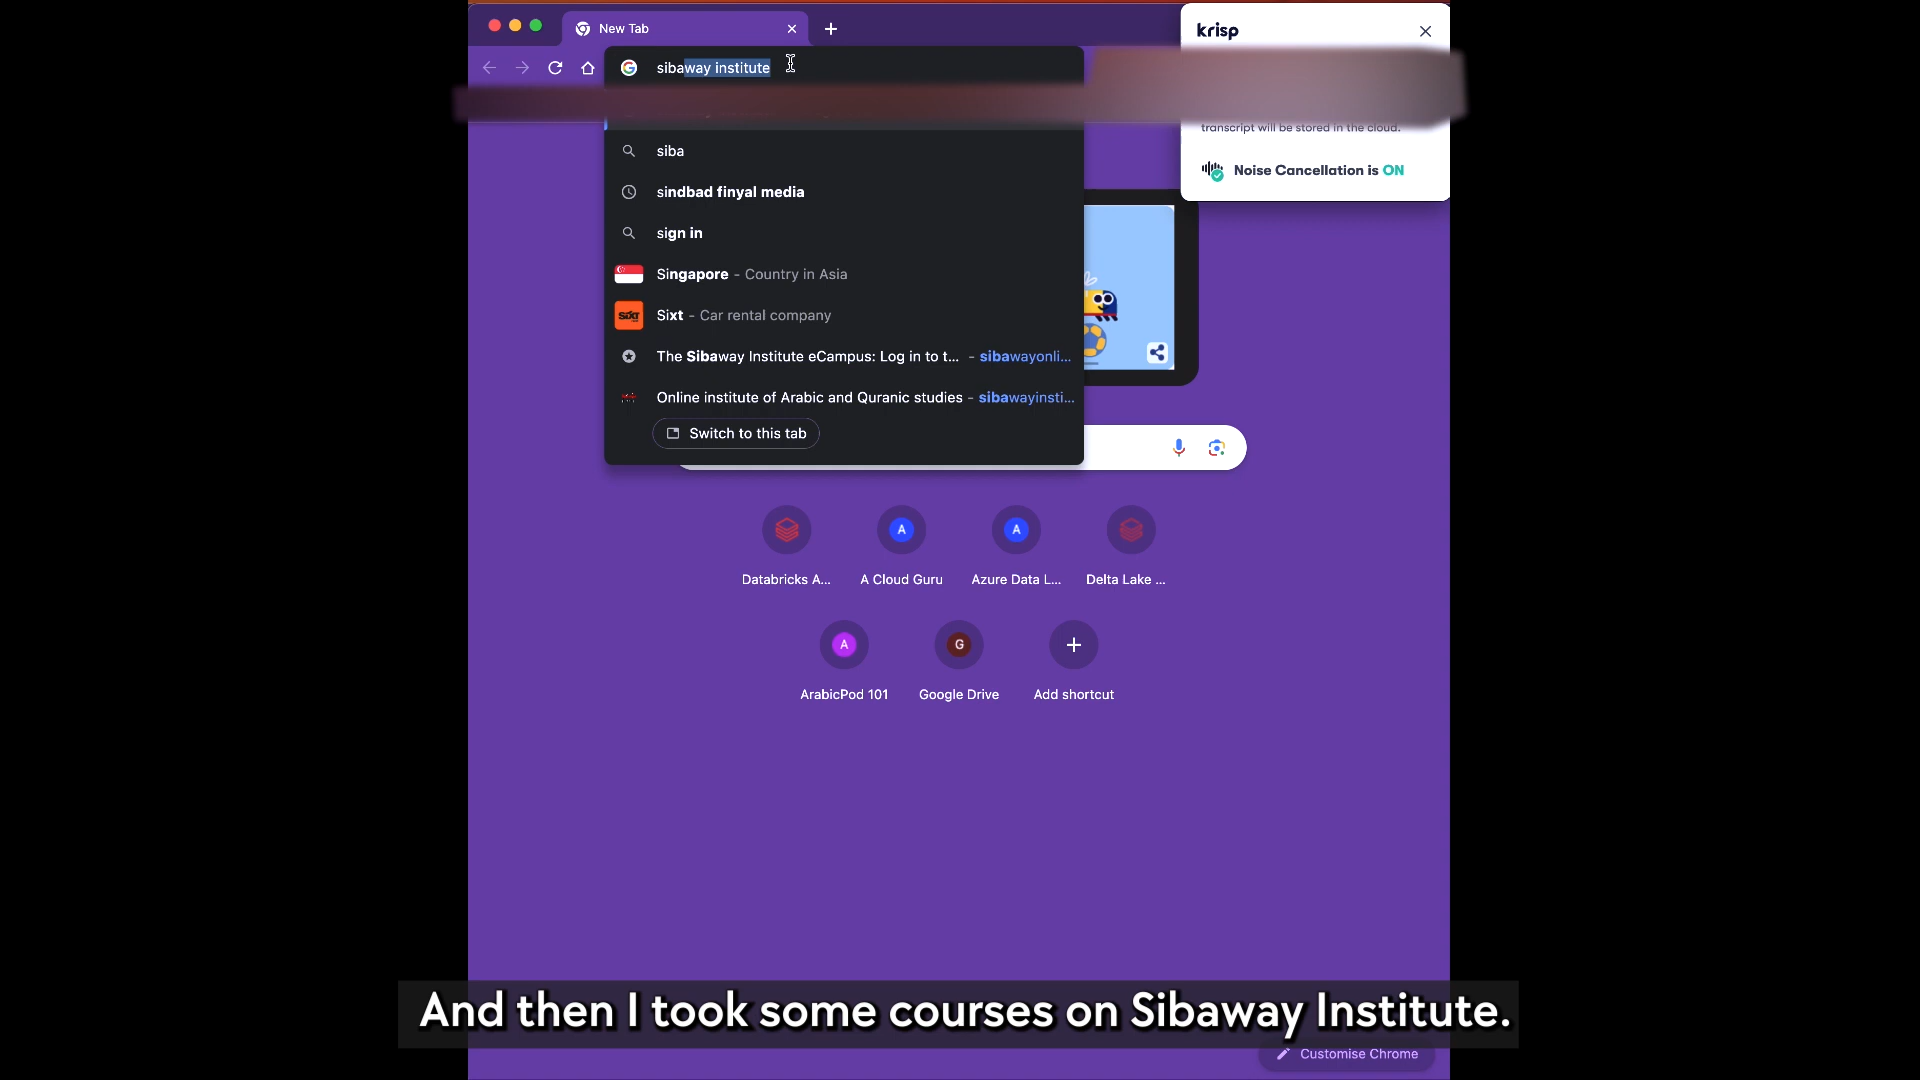 New Tab
krisp
sibaway institute
transcript will be stored in the cloud.
siba
Noise Cancellation is ON
sindbad finyal media
sign in
Singapore - Country in Asia
SIXT
Sixt - Car rental company
The Sibaway Institute eCampus: Log in to t... - sibawayonli...
Online institute of Arabic and Quranic studies - sibawayinsti...
Switch to this tab
A A
Databricks A... A Cloud Guru Azure Data L... Delta Lake ...
A G
ArabicPod 101 Google Drive Add shortcut
And then I took some courses on Sibaway Institute.
Customise Chrome